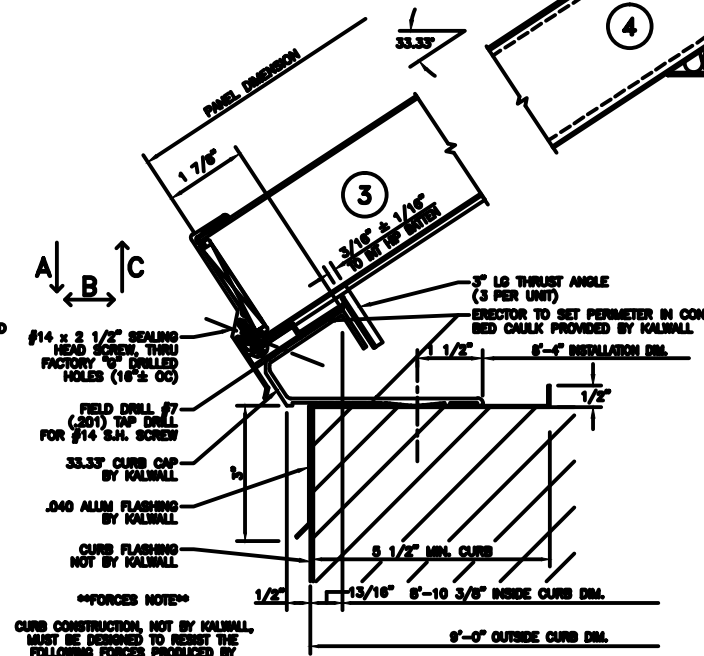 4
33.33°
PANEL DIMENSION
1 7/8"
3
3/16" ± 1/16"
TO INT HIP BATTEN
A
B
C
3" LG THRUST ANGLE
(3 PER UNIT)
ERECTOR TO SET PERIMETER IN CON
BED CAULK PROVIDED BY KALWALL
D
#14 x 2 1/2" SEALING
HEAD SCREW, THRU
FACTORY "G" DRILLED
HOLES (16"± OC)
1 1/2"
8'-4" INSTALLATION DIM.
1/2"
FIELD DRILL #7
(.201) TAP DRILL
FOR #14 S.H. SCREW
33.33° CURB CAP
BY KALWALL
3"
.040 ALUM FLASHING
BY KALWALL
CURB FLASHING
NOT BY KALWALL
5 1/2" MIN. CURB
1/2"
13/16"
8'-10 3/8" INSIDE CURB DIM.
**FORCES NOTE**
CURB CONSTRUCTION, NOT BY KALWALL,
MUST BE DESIGNED TO RESIST THE
FOLLOWING FORCES PRODUCED BY
9'-0" OUTSIDE CURB DIM.